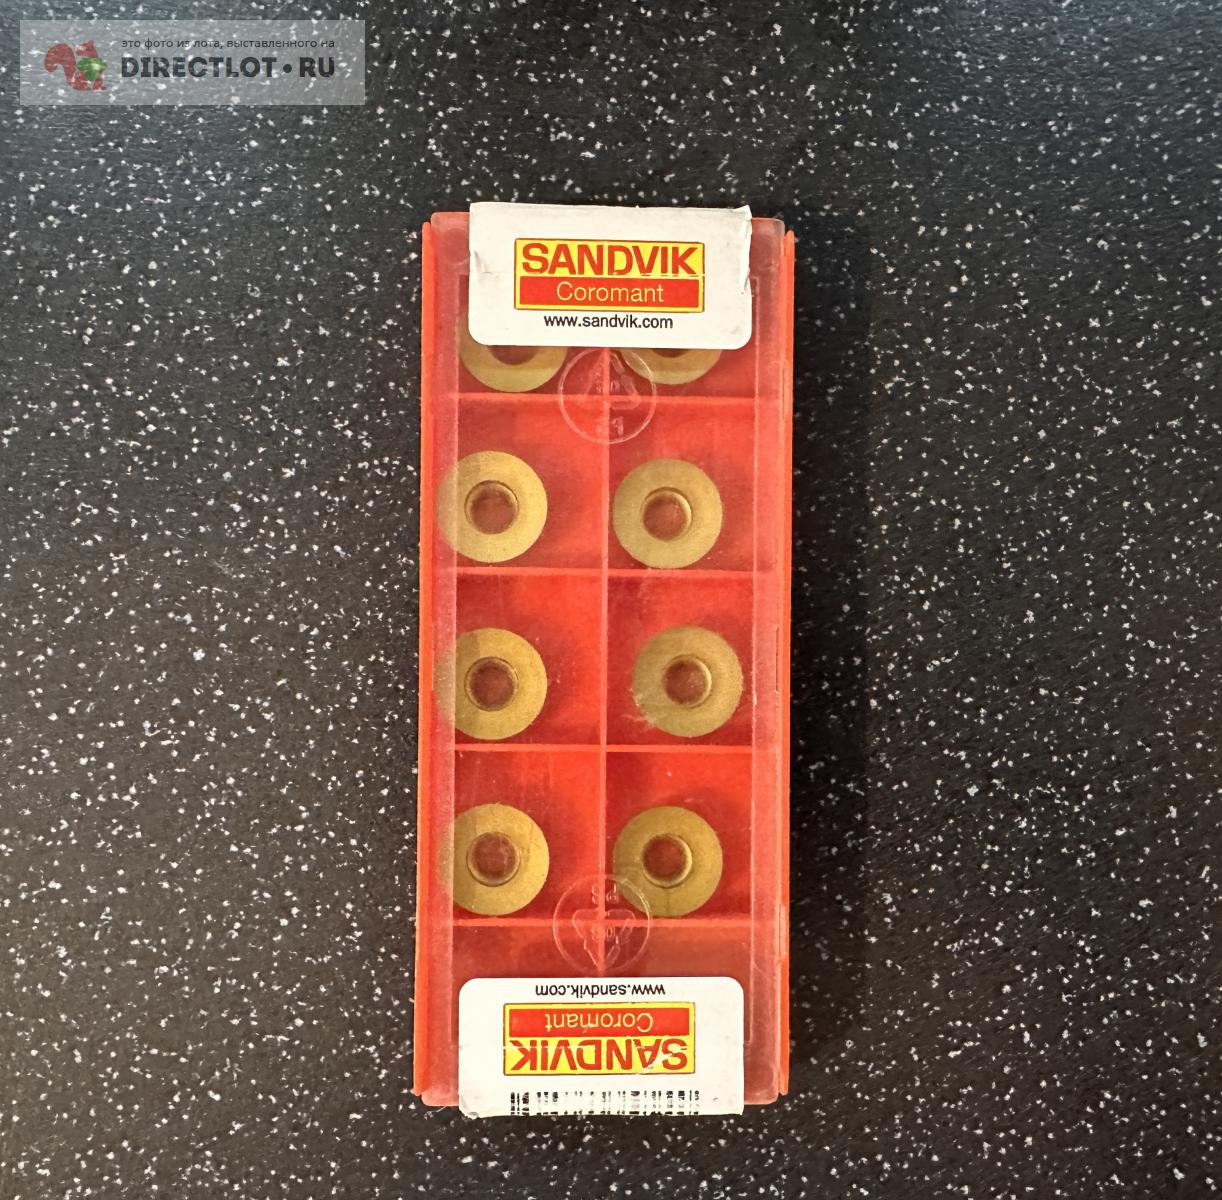 это фото из лота, выставленного на
DIRECTLOT•RU
SANDVIK
Coromant
www.sandvik.com
www.sandvik.com
Coromant
SANDVIK